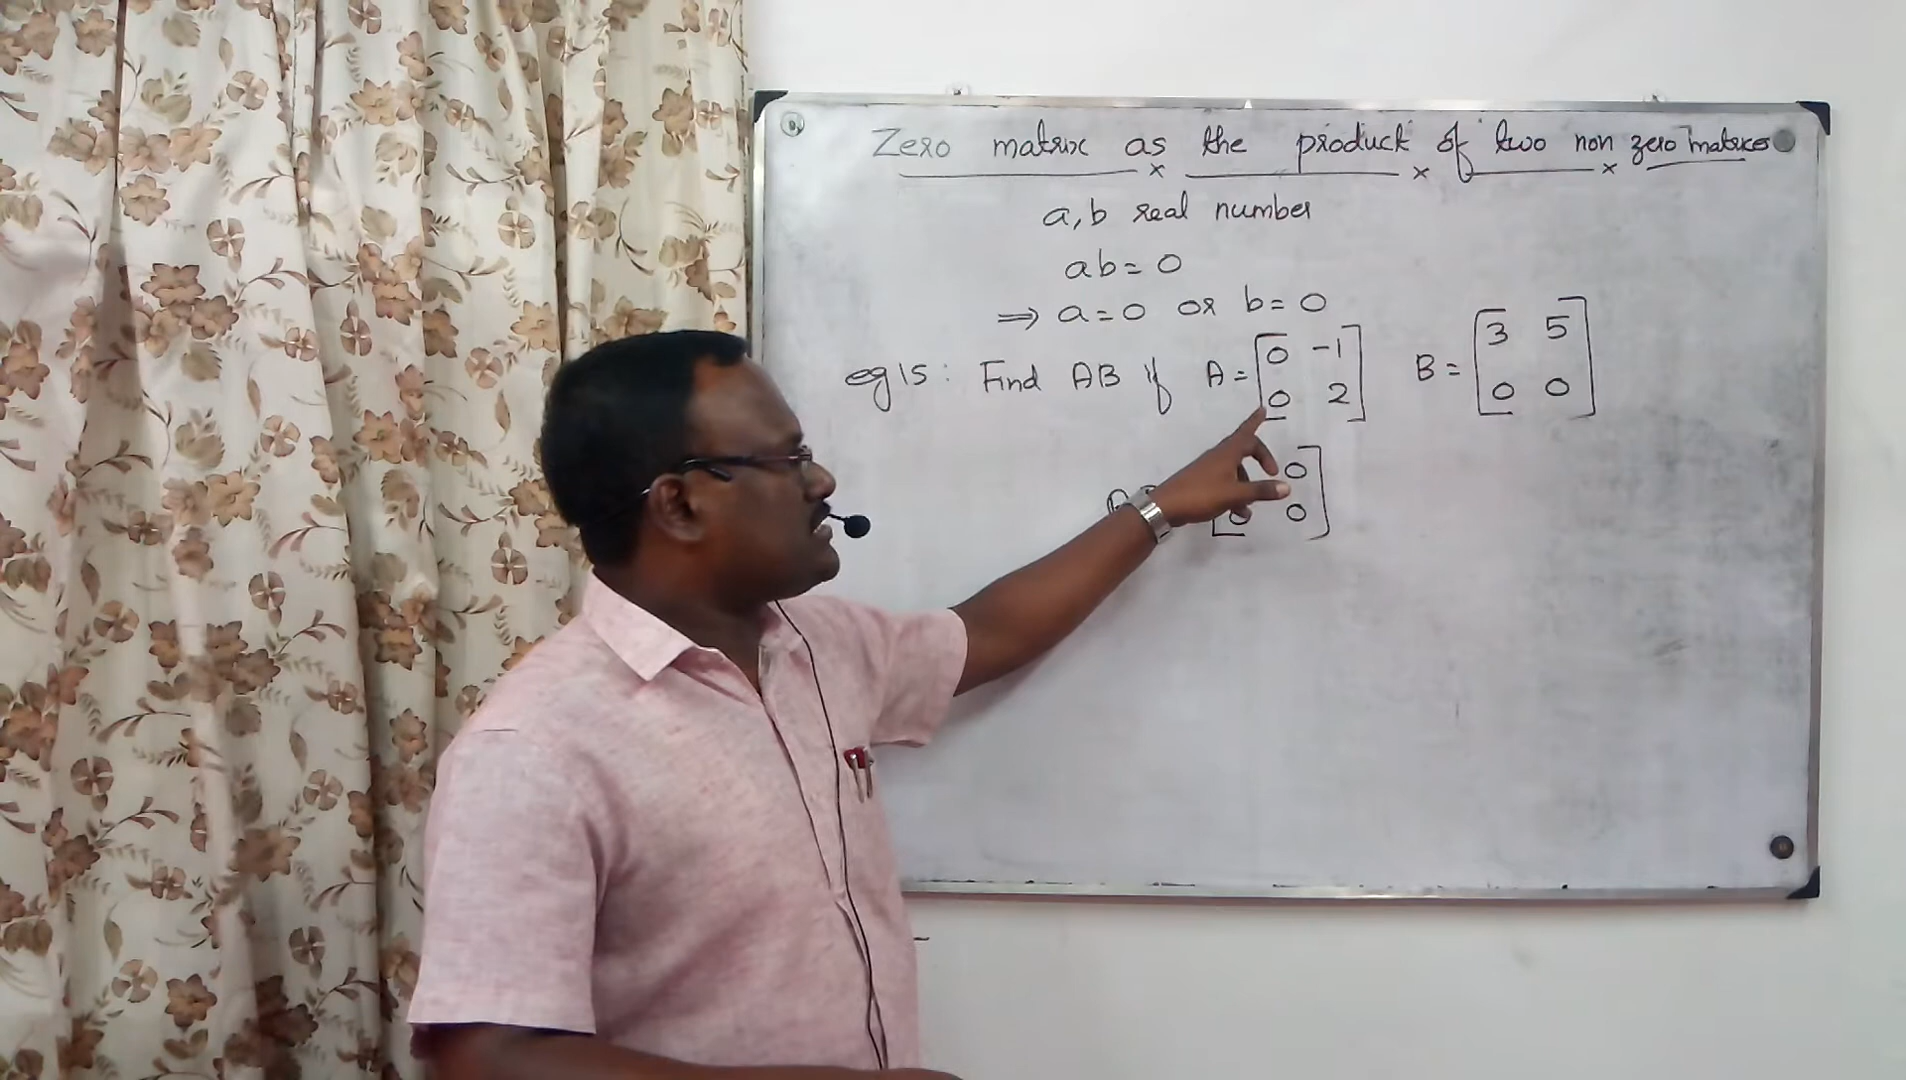 Zero matrix as the product of two non zero matrices
a, b real number
ab = 0
⇒ a = 0 or b = 0
eg 15 : Find AB if A = [0 -1
0 2] B = [3 5
0 0]
0]
0 0]